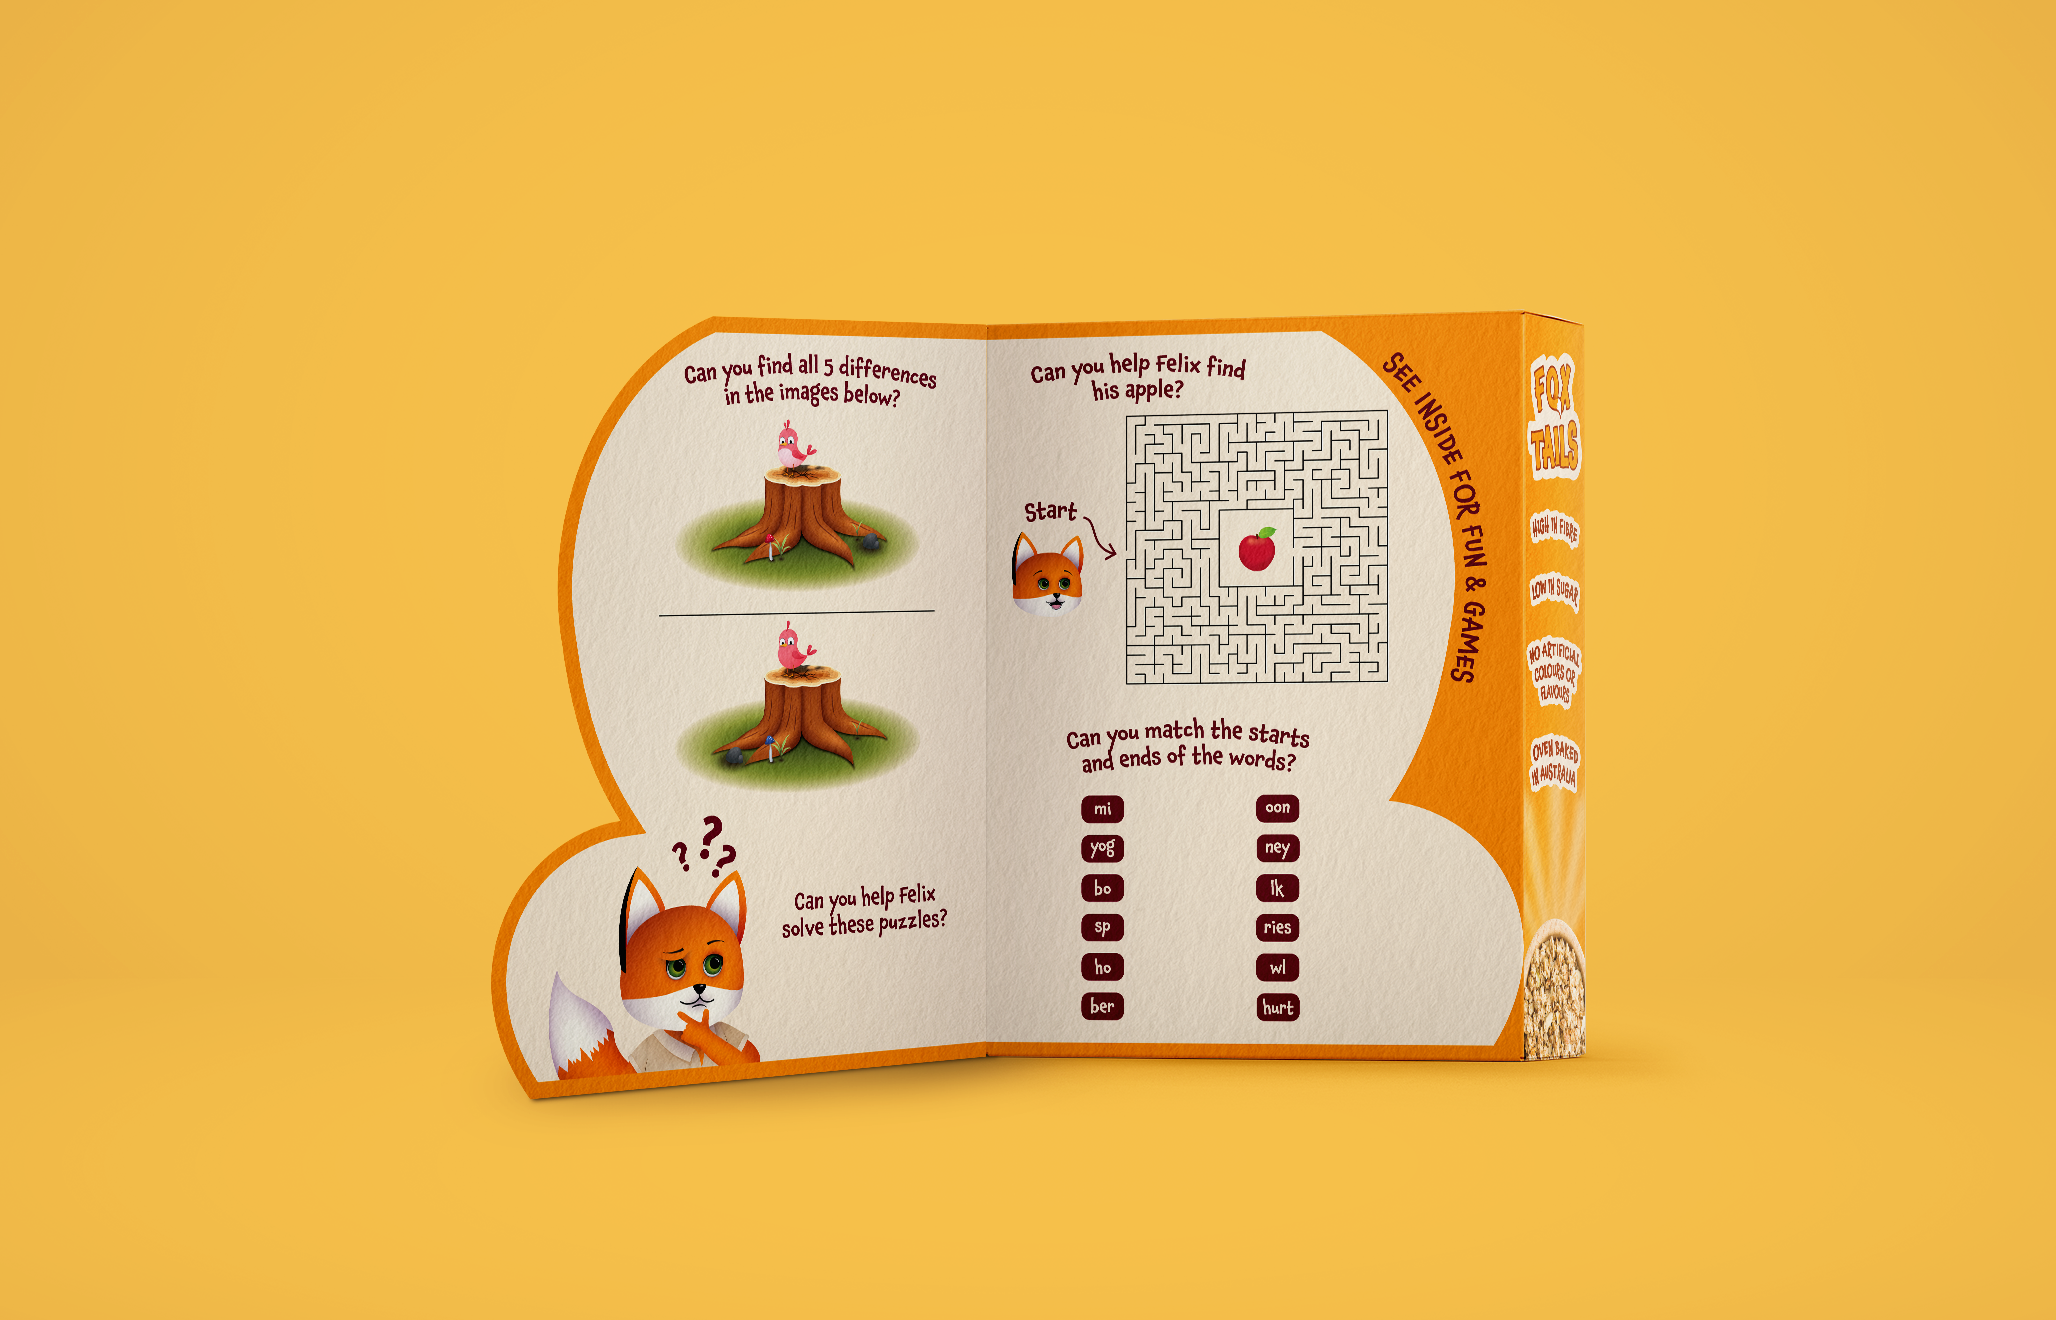 Can you find all 5 differences
in the images below?
? ? ?
Can you help Felix
solve these puzzles?
Can you help Felix find
his apple?
Start
Can you match the starts
and ends of the words?
mi oon
yog ney
bo lk
sp ries
ho wl
ber hurt
SEE INSIDE FOR FUN & GAMES
FOX
TAILS
HIGH IN FIBRE
LOW IN SUGAR
NO ARTIFICIAL
COLOURS OR
FLAVOURS
OVEN BAKED
IN AUSTRALIA